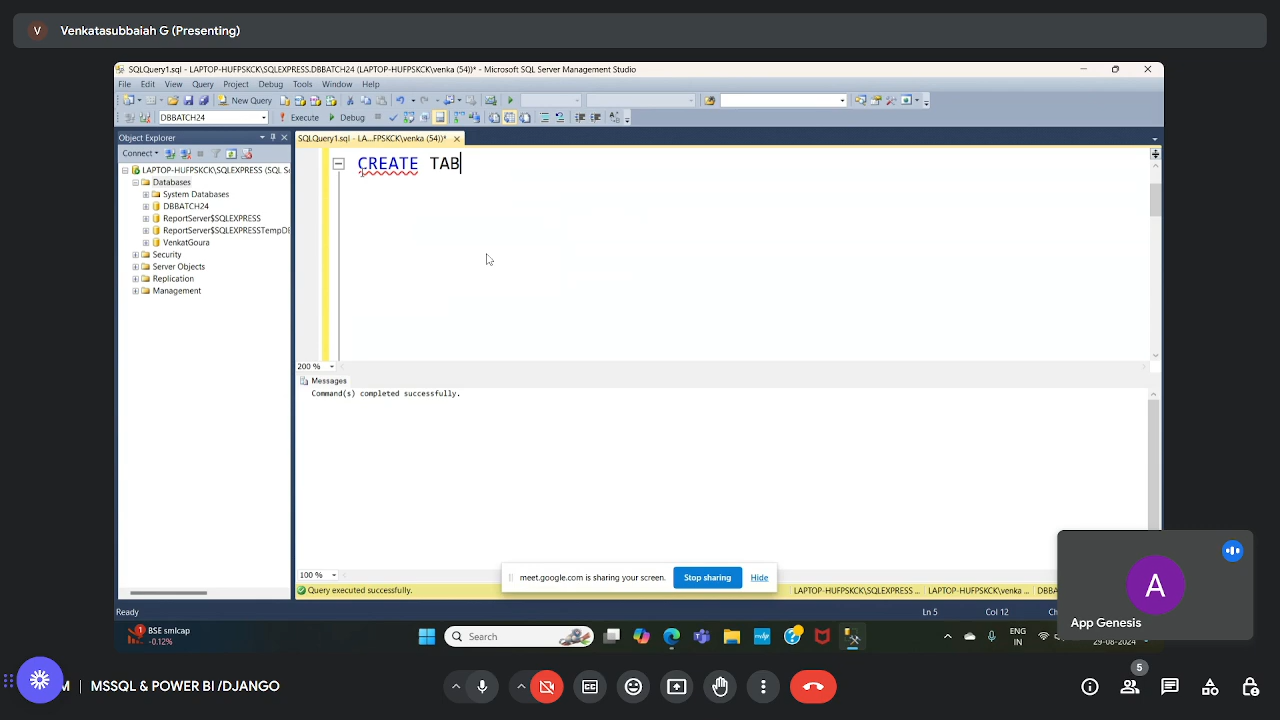 V Venkatasubbaiah G (Presenting)
SQLQuery1.sql - LAPTOP-HUFPSKCK\SQLEXPRESS.DBBATCH24 (LAPTOP-HUFPSKCK\venka (54))* - Microsoft SQL Server Management Studio
File Edit View Query Project Debug Tools Window Help
New Query
DBBATCH24 Execute Debug
Object Explorer
SQLQuery1.sql - LA...FPSKCK\venka (54))*
Connect
LAPTOP-HUFPSKCK\SQLEXPRESS (SQL S
Databases
System Databases
DBBATCH24
ReportServer$SQLEXPRESS
ReportServer$SQLEXPRESSTempDB
VenkatGoura
Security
Server Objects
Replication
Management
CREATE TAB
200 %
Messages
Command(s) completed successfully.
100 %
meet.google.com is sharing your screen. Stop sharing Hide
Query executed successfully. LAPTOP-HUFPSKCK\SQLEXPRESS ... LAPTOP-HUFPSKCK\venka ... DBBA
Ready Ln 5 Col 12 Ch
A
App Genesis
1 BSE smlcap
-0.12%
Search
ENG
IN
29-08-2024
M | MSSQL & POWER BI /DJANGO
5